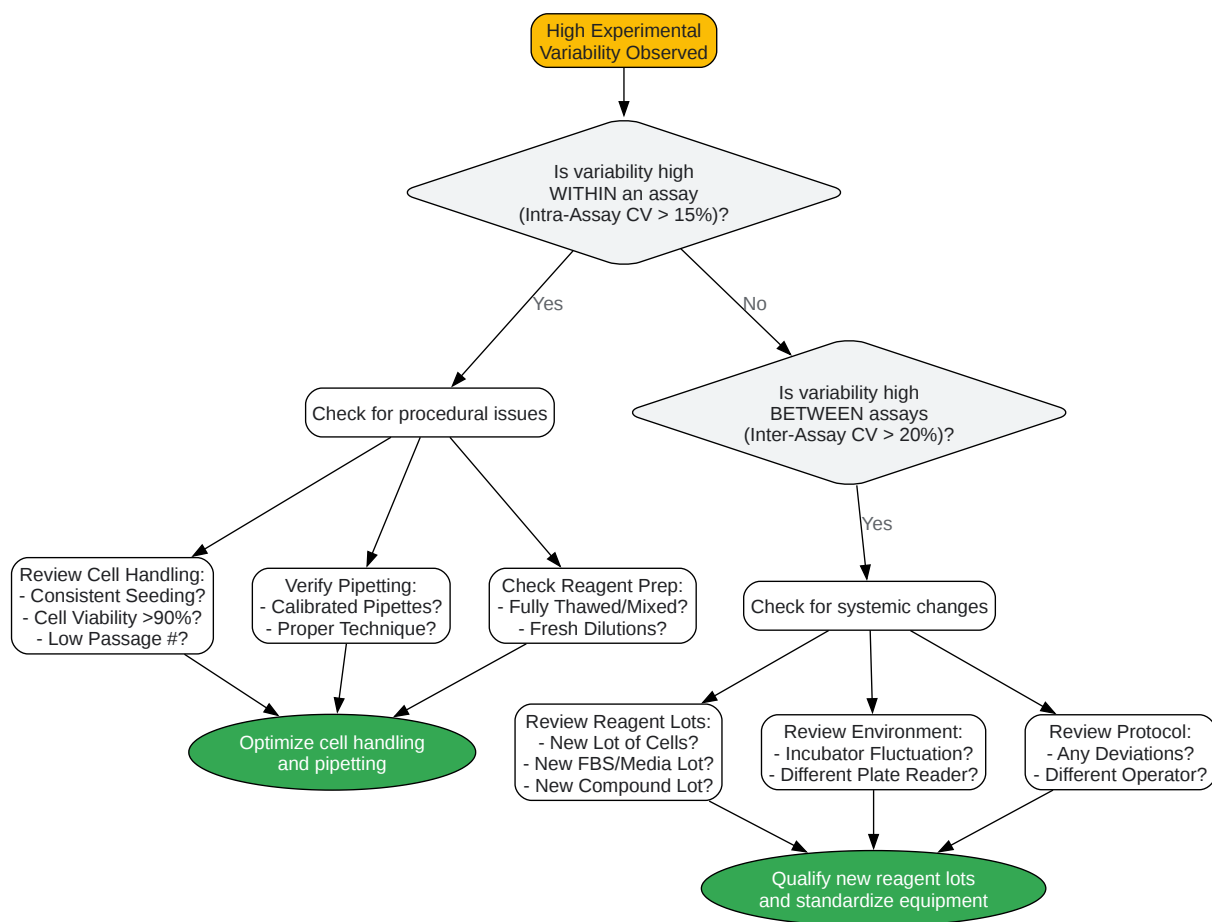 High Experimental
Variability Observed
Is variability high
WITHIN an assay
(Intra-Assay CV > 15%)?
Yes
No
Check for procedural issues
Is variability high
BETWEEN assays
(Inter-Assay CV > 20%)?
Yes
Review Cell Handling:
- Consistent Seeding?
- Cell Viability >90%?
- Low Passage #?
Verify Pipetting:
- Calibrated Pipettes?
- Proper Technique?
Check Reagent Prep:
- Fully Thawed/Mixed?
- Fresh Dilutions?
Check for systemic changes
Optimize cell handling
and pipetting
Review Reagent Lots:
- New Lot of Cells?
- New FBS/Media Lot?
- New Compound Lot?
Review Environment:
- Incubator Fluctuation?
- Different Plate Reader?
Review Protocol:
- Any Deviations?
- Different Operator?
Qualify new reagent lots
and standardize equipment